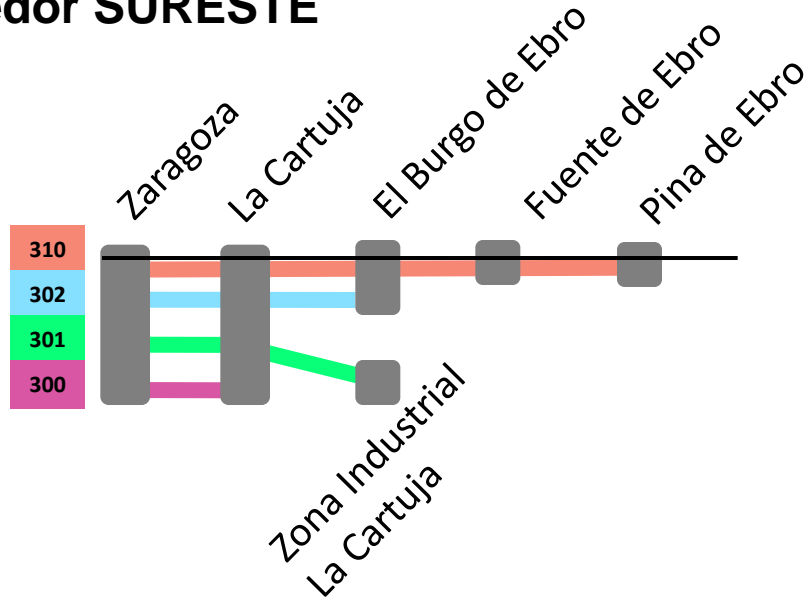 edor SURESTE
Zaragoza
La Cartuja
El Burgo de Ebro
Fuente de Ebro
Pina de Ebro
310
302
301
300
Zona Industrial
La Cartuja